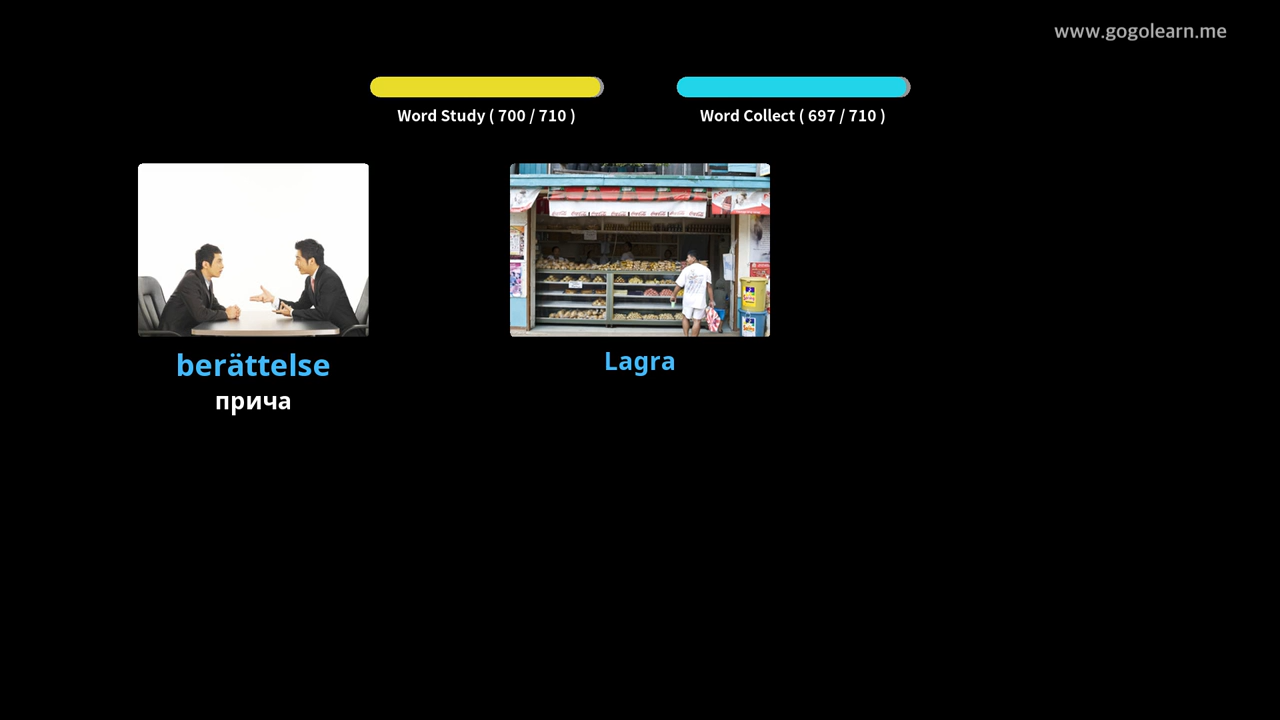 www.gogolearn.me
Word Study ( 700 / 710 )
Word Collect ( 697 / 710 )
berättelse
прича
Lagra